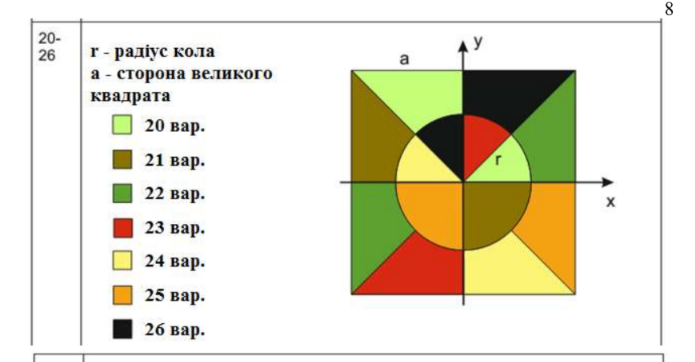 8
20-
26
r - радіус кола
a - сторона великого
квадрата
20 вар.
21 вар.
22 вар.
23 вар.
24 вар.
25 вар.
26 вар.
a
y
r
x